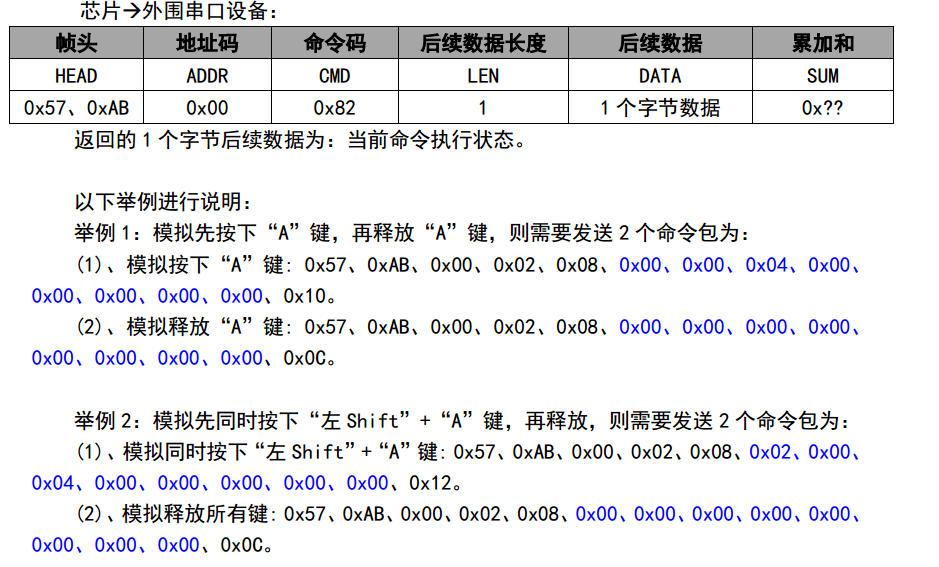 芯片→外围串口设备：
帧头 地址码 命令码 后续数据长度 后续数据 累加和
HEAD ADDR CMD LEN DATA SUM
0x57、0xAB 0x00 0x82 1 1个字节数据 0x??
返回的1个字节后续数据为：当前命令执行状态。
以下举例进行说明：
举例1：模拟先按下“A”键，再释放“A”键，则需要发送2个命令包为：
(1)、模拟按下“A”键：0x57、0xAB、0x00、0x02、0x08、0x00、0x00、0x04、0x00、
0x00、0x00、0x00、0x00、0x10。
(2)、模拟释放“A”键：0x57、0xAB、0x00、0x02、0x08、0x00、0x00、0x00、0x00、
0x00、0x00、0x00、0x00、0x0C。
举例2：模拟先同时按下“左Shift”+“A”键，再释放，则需要发送2个命令包为：
(1)、模拟同时按下“左Shift”+“A”键：0x57、0xAB、0x00、0x02、0x08、0x02、0x00、
0x04、0x00、0x00、0x00、0x00、0x00、0x12。
(2)、模拟释放所有键：0x57、0xAB、0x00、0x02、0x08、0x00、0x00、0x00、0x00、0x00、
0x00、0x00、0x00、0x0C。